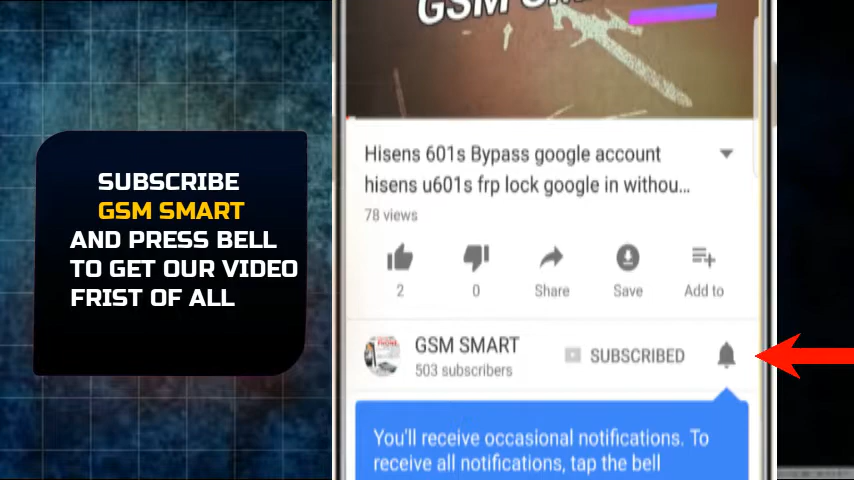 SUBSCRIBE
GSM SMART
AND PRESS BELL
TO GET OUR VIDEO
FRIST OF ALL
GSM
Hisens 601s Bypass google account
hisens u601s frp lock google in withou...
78 views
2
0
Share
Save
Add to
GSM SMART
503 subscribers
SUBSCRIBED
You'll receive occasional notifications. To
receive all notifications, tap the bell